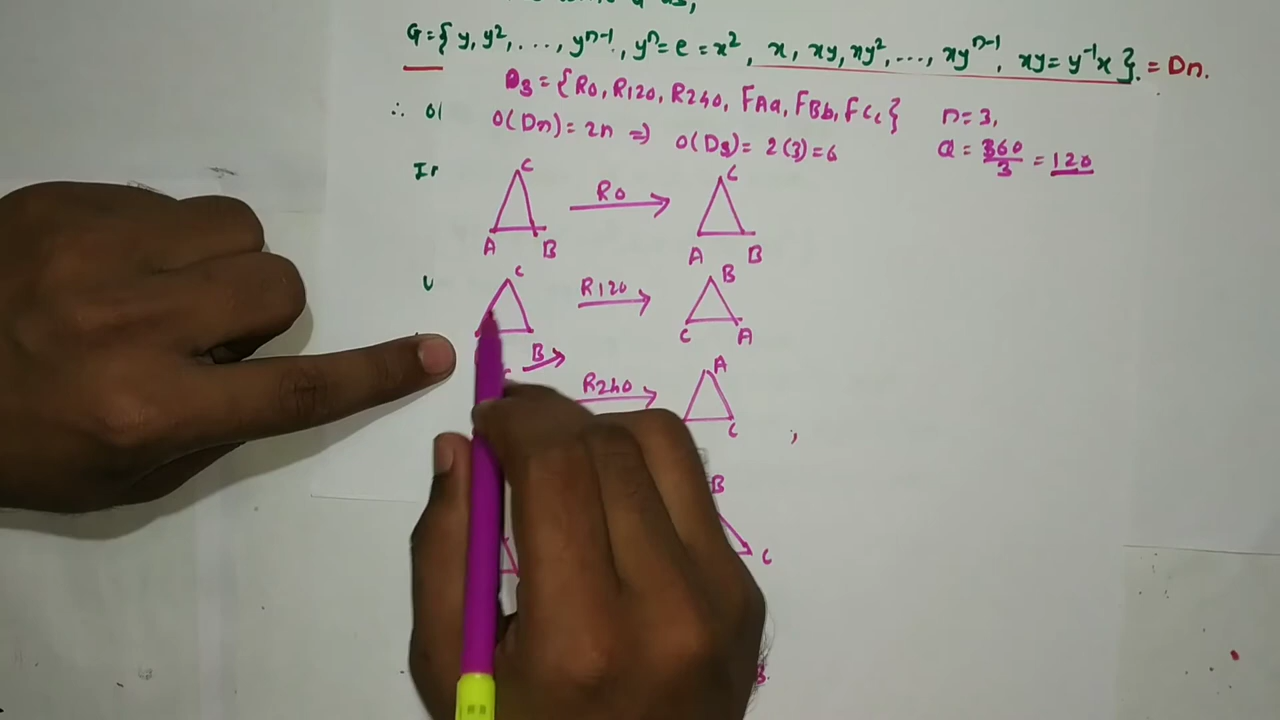 G={y, y², ..., yⁿ⁻¹, yⁿ=e=x², x, xy, xy², ..., xyⁿ⁻¹, xy=y⁻¹x}. = Dn.
D3={R0, R120, R240, FAa, FBb, FCc} n=3,
∴ o( O(Dn)=2n => O(D3)= 2(3)=6 Q = 360/3 = 120
In C R0 C
A B A B
C R120 B
B C A
R240 A
C ,
B
C
B.